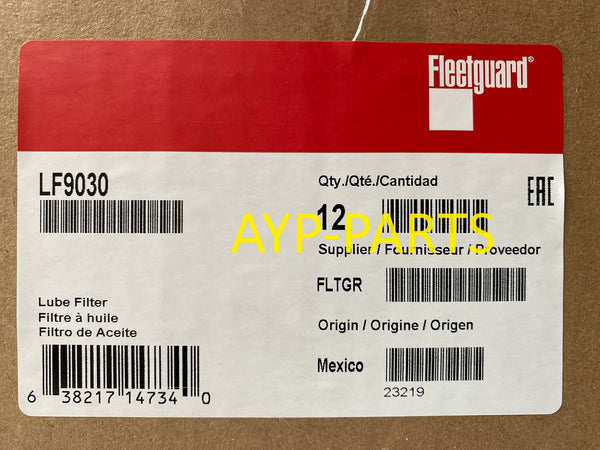 Fleetguard®
LF9030
Qty./Qté./Cantidad
EAC
12
AYP-PARTS
Supplier / Fournisseur / Proveedor
FLTGR
Lube Filter
Filtre à huile
Filtro de Aceite
Origin / Origine / Origen
Mexico
23219
6 38217 14734 0